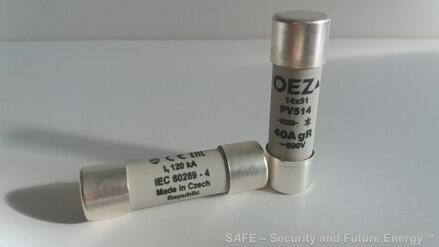 OEZ
14x51
PV514
40A gR
~690V
I₁ 120 kA
IEC 60269 - 4
Made in Czech
Republic
SAFE – Security and Future Energy™